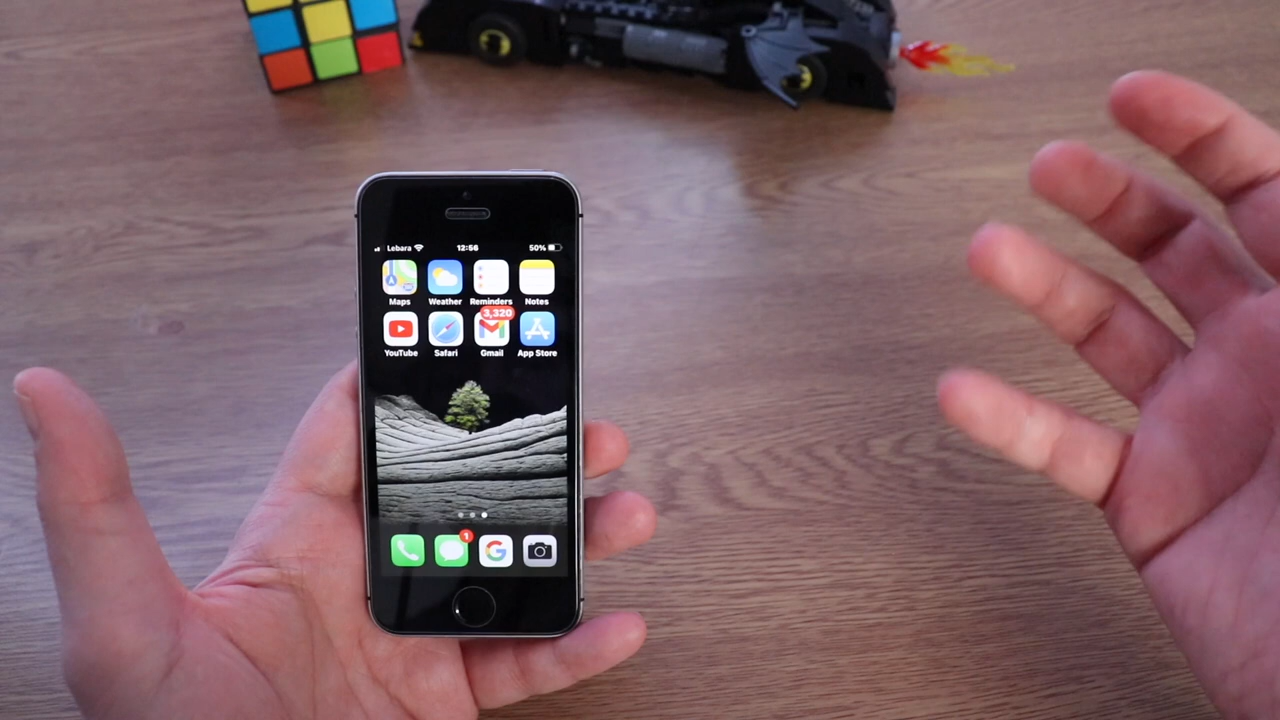 Lebara 12:56 50%
Maps Weather Reminders Notes
3,320
YouTube Safari Gmail App Store
1